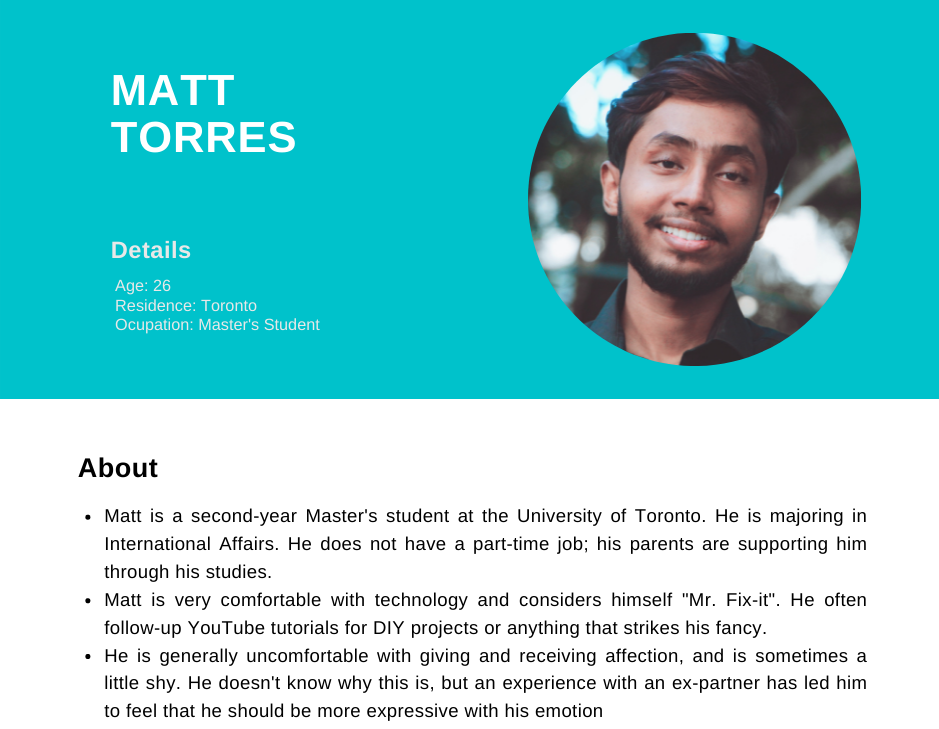 MATT
TORRES
Details
Age: 26
Residence: Toronto
Ocupation: Master's Student
About
• Matt is a second-year Master's student at the University of Toronto. He is majoring in
International Affairs. He does not have a part-time job; his parents are supporting him
through his studies.
• Matt is very comfortable with technology and considers himself "Mr. Fix-it". He often
follow-up YouTube tutorials for DIY projects or anything that strikes his fancy.
• He is generally uncomfortable with giving and receiving affection, and is sometimes a
little shy. He doesn't know why this is, but an experience with an ex-partner has led him
to feel that he should be more expressive with his emotion